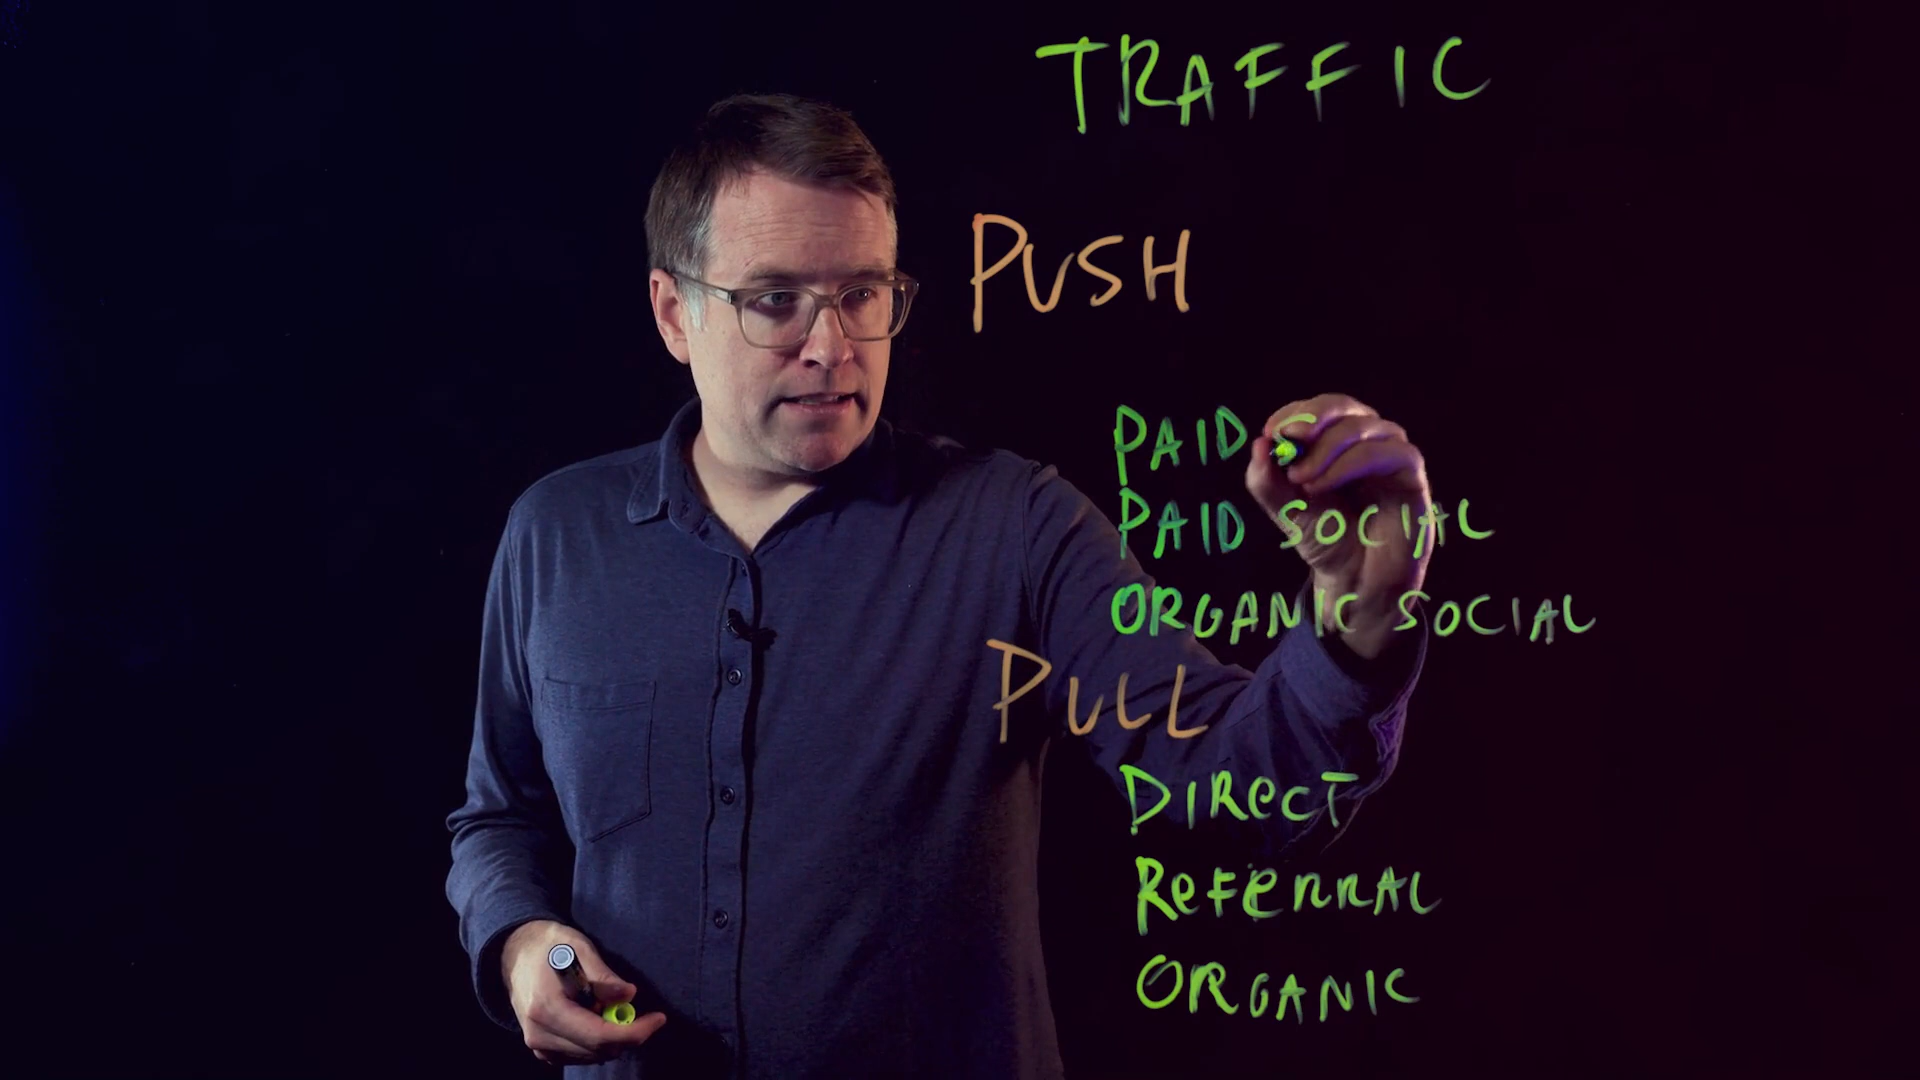 TRAFFIC
PUSH
PAID S
PAID SOCIAL
ORGANIC SOCIAL
PULL
DIRECT
REFERRAL
ORGANIC